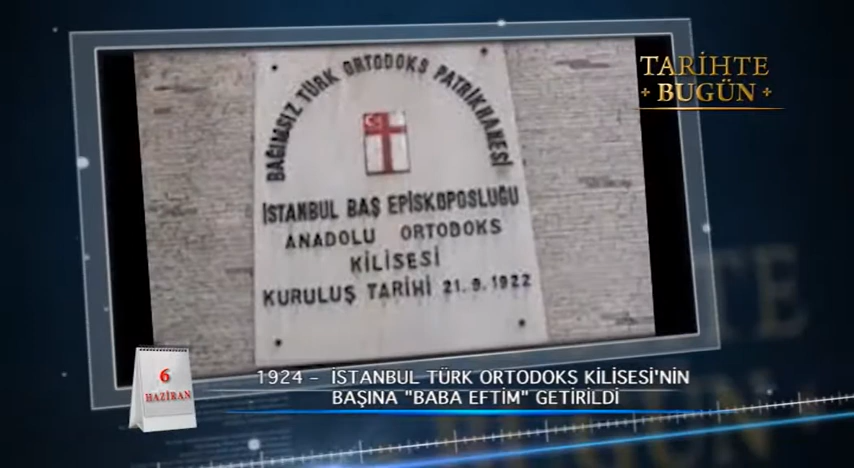 TARİHTE
BUGÜN
BAĞIMSIZ TÜRK ORTODOKS PATRİKHANESİ
İSTANBUL BAŞ EPİSKOPOSLUĞU
ANADOLU ORTODOKS
KİLİSESİ
KURULUŞ TARİHİ 21.9.1922
6
HAZİRAN
1924 - İSTANBUL TÜRK ORTODOKS KİLİSESİ'NİN
BAŞINA "BABA EFTİM" GETİRİLDİ